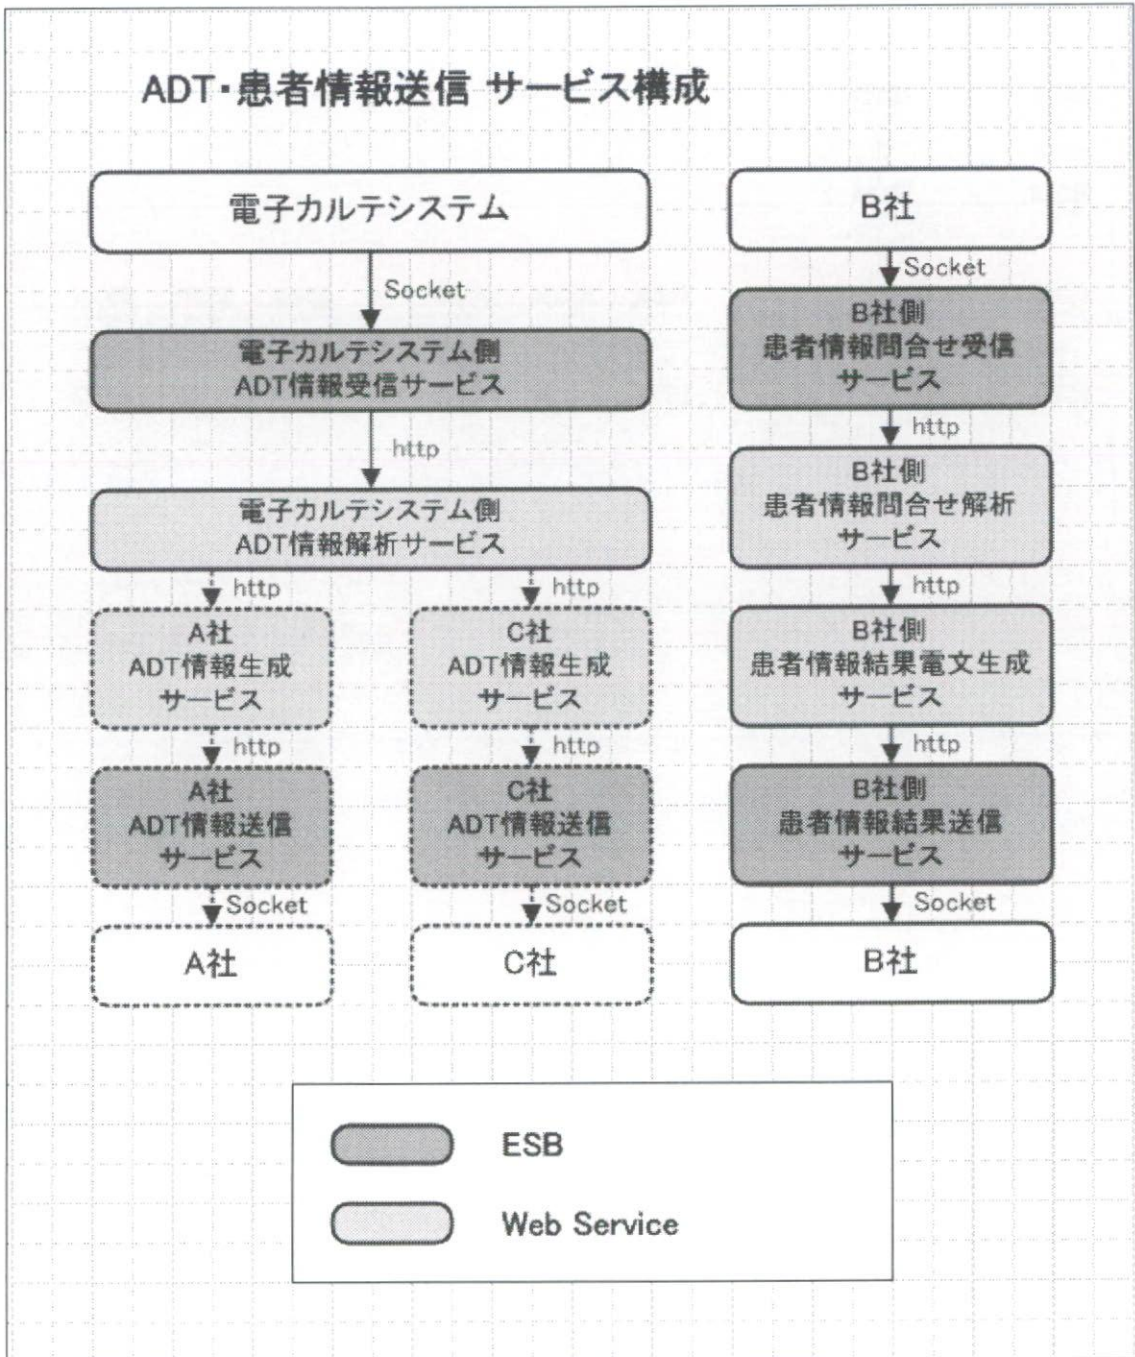 ADT・患者情報送信 サービス構成
電子カルテシステム
Socket
電子カルテシステム側
ADT情報受信サービス
http
電子カルテシステム側
ADT情報解析サービス
http
http
A社
ADT情報生成
サービス
C社
ADT情報生成
サービス
http
http
A社
ADT情報送信
サービス
C社
ADT情報送信
サービス
Socket
Socket
A社
C社
B社
Socket
B社側
患者情報問合せ受信
サービス
http
B社側
患者情報問合せ解析
サービス
http
B社側
患者情報結果電文生成
サービス
http
B社側
患者情報結果送信
サービス
Socket
B社
ESB
Web Service